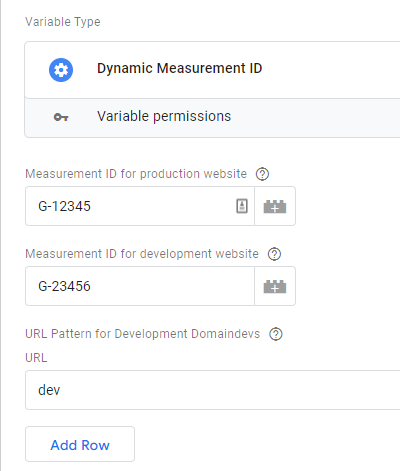 Variable Type
Dynamic Measurement ID
Variable permissions
Measurement ID for production website
G-12345
Measurement ID for development website
G-23456
URL Pattern for Development Domaindevs
URL
dev
Add Row